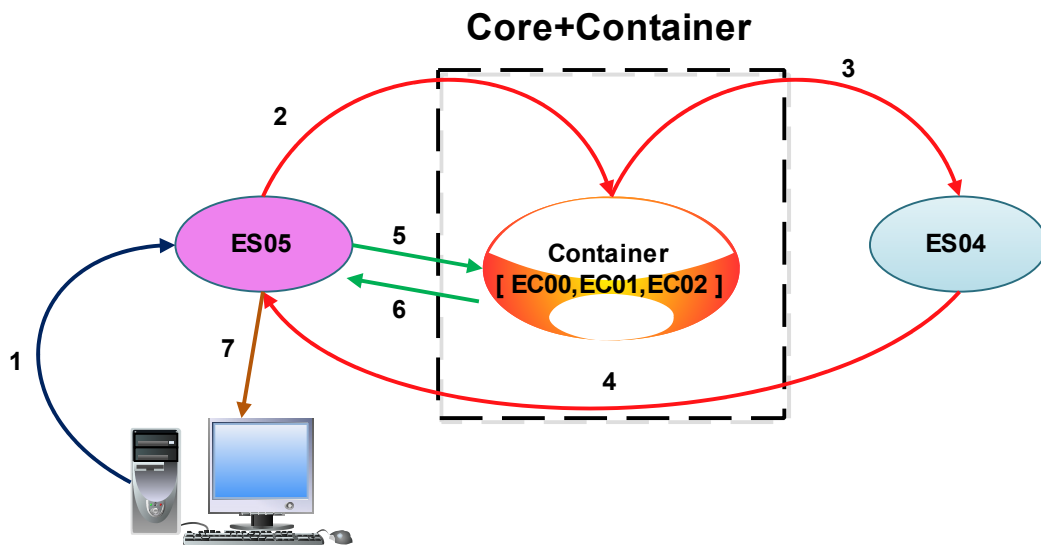 Core+Container
3
2
ES05
5
Container
[ EC00,EC01,EC02 ]
ES04
6
7
1
4